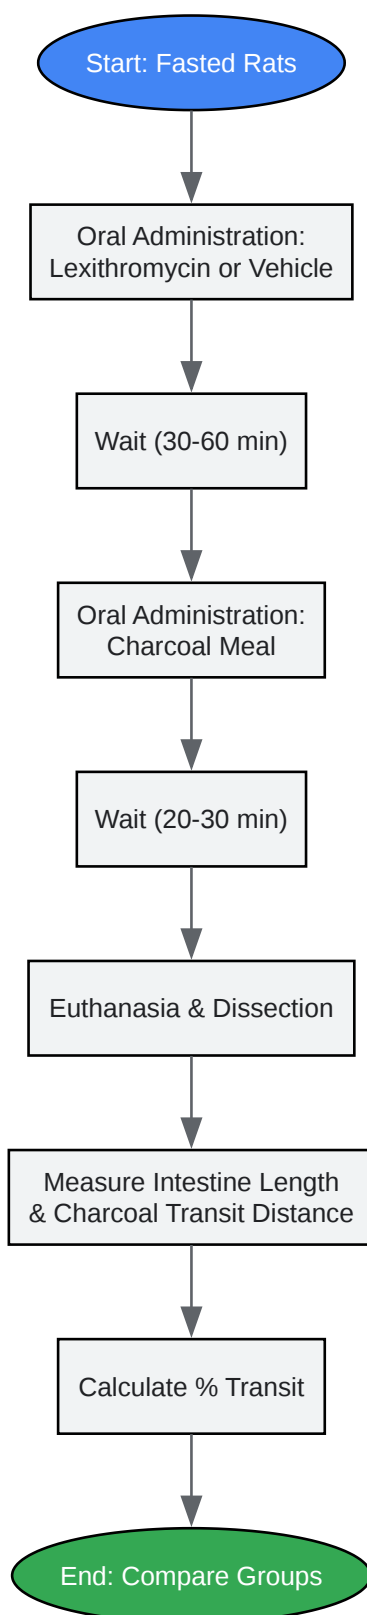 Start: Fasted Rats
Oral Administration:
Lexithromycin or Vehicle
Wait (30-60 min)
Oral Administration:
Charcoal Meal
Wait (20-30 min)
Euthanasia & Dissection
Measure Intestine Length
& Charcoal Transit Distance
Calculate % Transit
End: Compare Groups